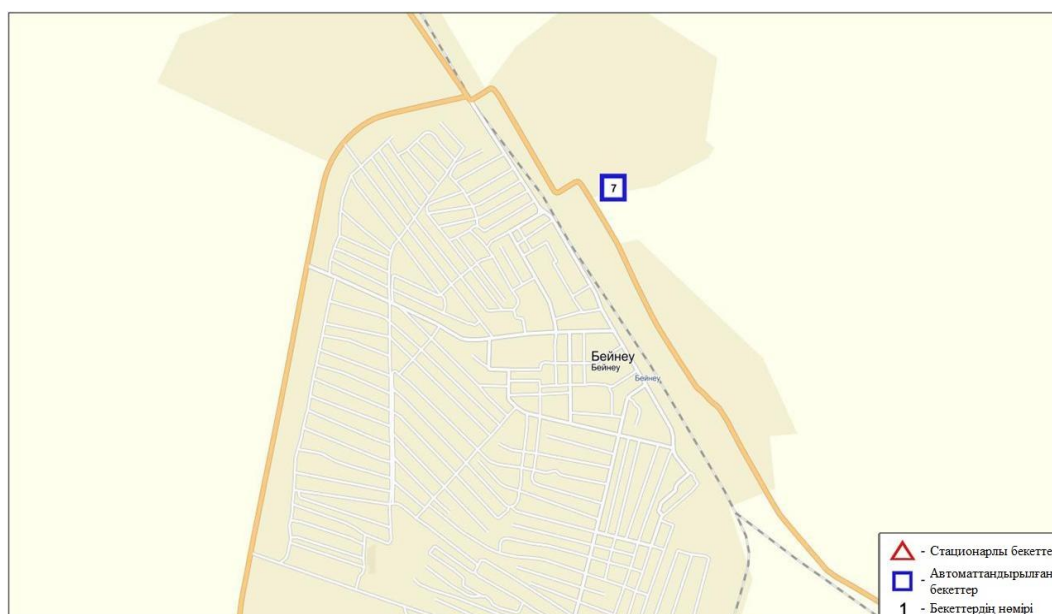 7
Бейнеу
Бейнеу
Бейнеу
- Стационарлы бекетте
- Автоматтандырылған
бекеттер
1 - Бекеттердің нөмірі